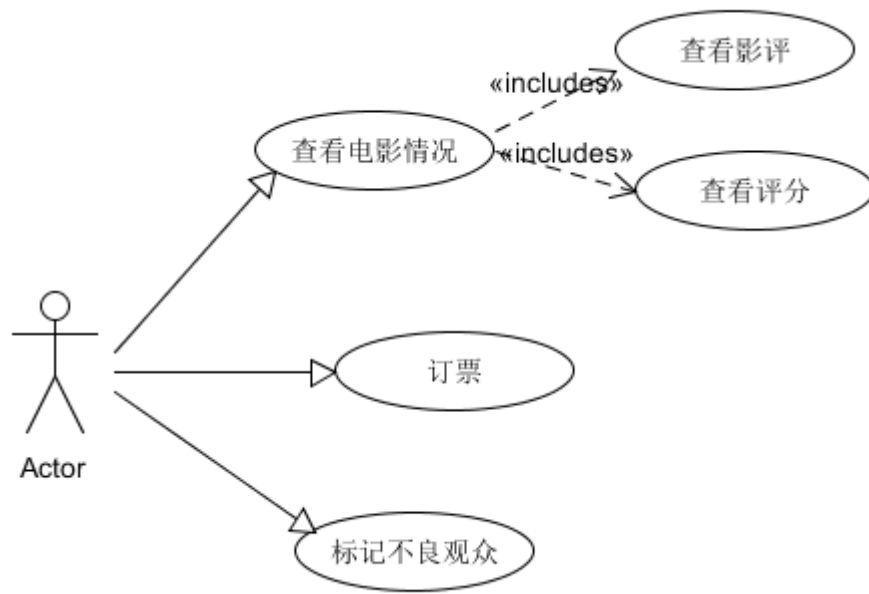 查看影评
«includes»
查看电影情况
«includes»
查看评分
订票
Actor
标记不良观众